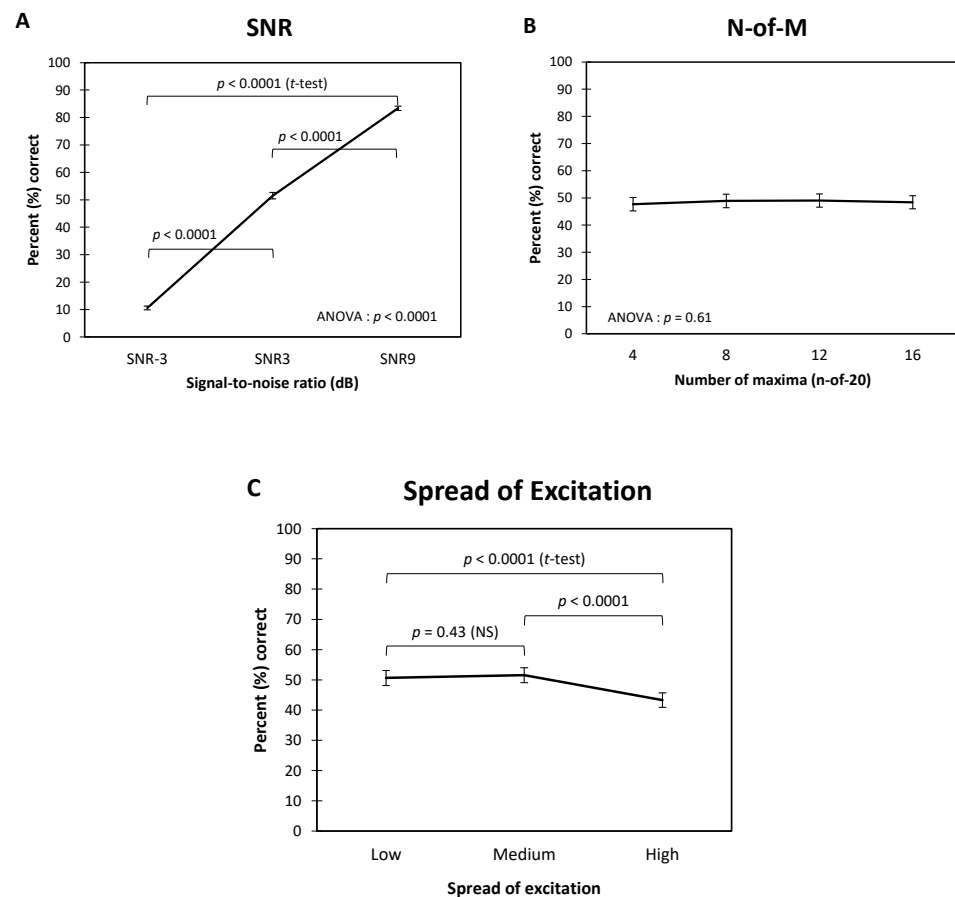 A
SNR
Percent (%) correct
100
90
80
70
60
50
40
30
20
10
0
p < 0.0001 (t-test)
p < 0.0001
p < 0.0001
ANOVA : p < 0.0001
SNR-3
SNR3
SNR9
Signal-to-noise ratio (dB)
B
N-of-M
Percent (%) correct
100
90
80
70
60
50
40
30
20
10
0
ANOVA : p = 0.61
4
8
12
16
Number of maxima (n-of-20)
C
Spread of Excitation
Percent (%) correct
100
90
80
70
60
50
40
30
20
10
0
p < 0.0001 (t-test)
p < 0.0001
p = 0.43 (NS)
Low
Medium
High
Spread of excitation